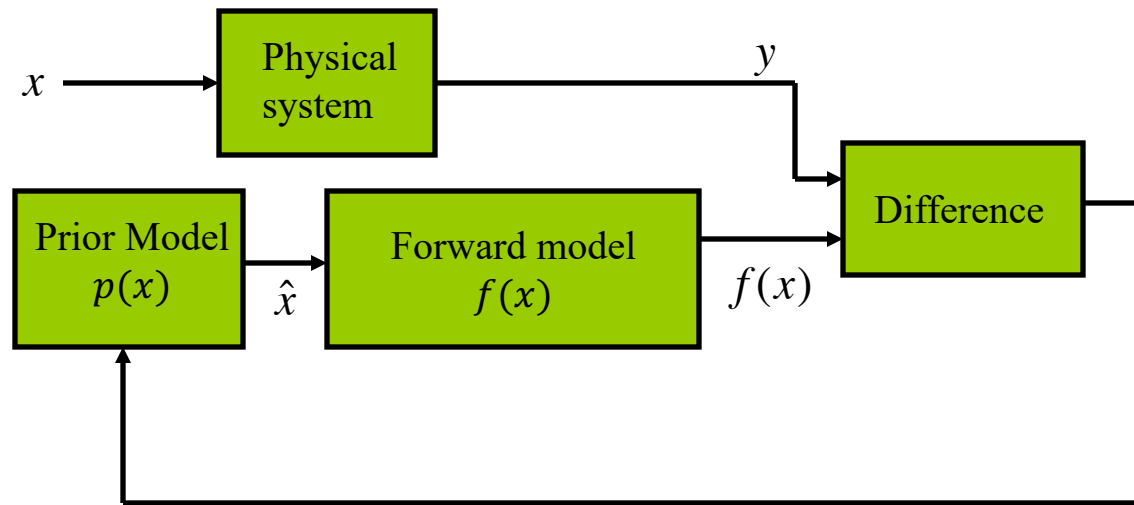 x
Physical
system
y
Difference
Prior Model
p(x)
x̂
Forward model
f(x)
f(x)